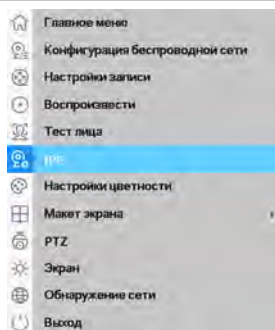 Главное меню
Конфигурация беспроводной сети
Настройки записи
Воспроизвести
Тест лица
Настройки цветности
Макет экрана
PTZ
Экран
Обнаружение сети
Выход